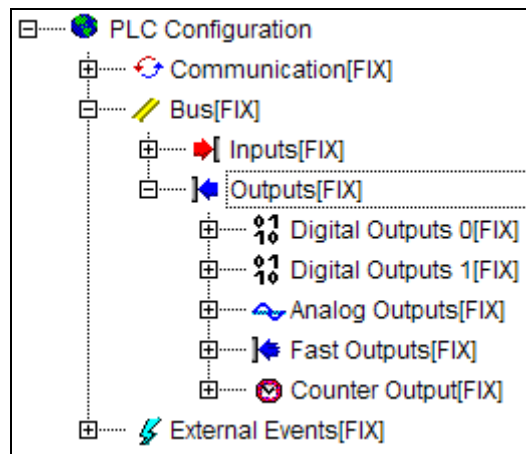 PLC Configuration
Communication[FIX]
Bus[FIX]
Inputs[FIX]
Outputs[FIX]
Digital Outputs 0[FIX]
Digital Outputs 1[FIX]
Analog Outputs[FIX]
Fast Outputs[FIX]
Counter Output[FIX]
External Events[FIX]